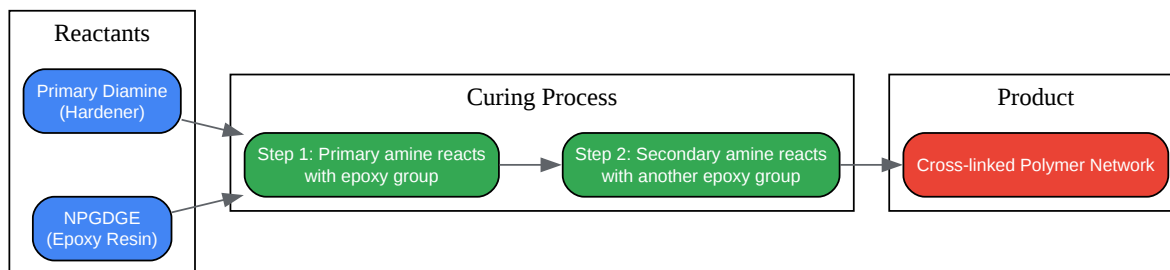 Reactants
Primary Diamine
(Hardener)
NPGDGE
(Epoxy Resin)
Curing Process
Step 1: Primary amine reacts
with epoxy group
Step 2: Secondary amine reacts
with another epoxy group
Product
Cross-linked Polymer Network